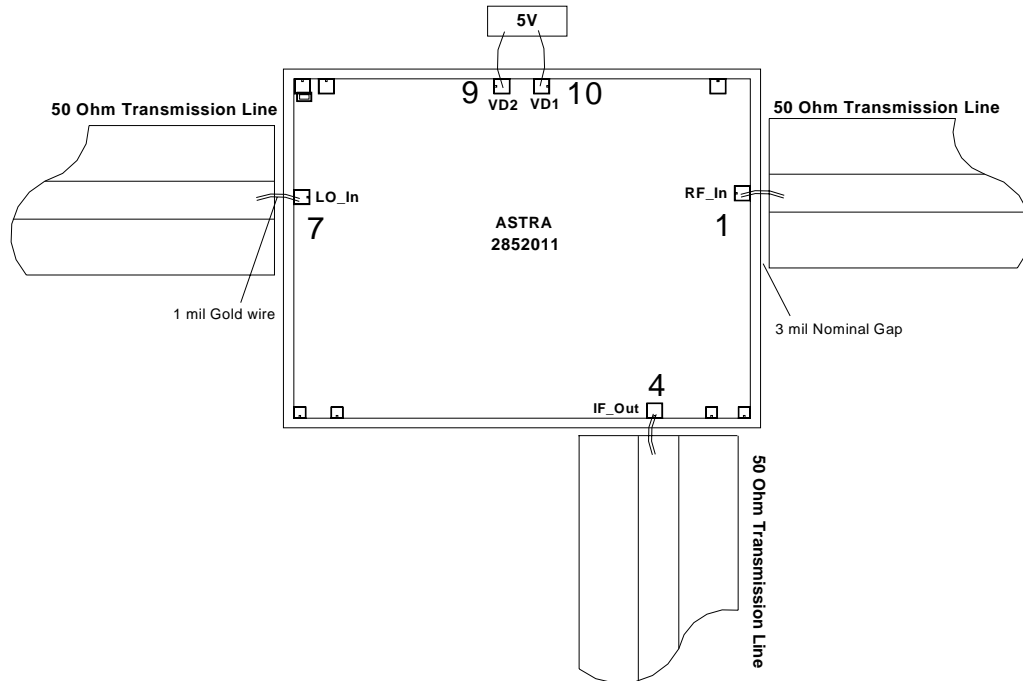 5V
9
VD2
VD1
10
50 Ohm Transmission Line
50 Ohm Transmission Line
LO_In
RF_In
7
1
ASTRA
2852011
1 mil Gold wire
3 mil Nominal Gap
4
IF_Out
50 Ohm Transmission Line